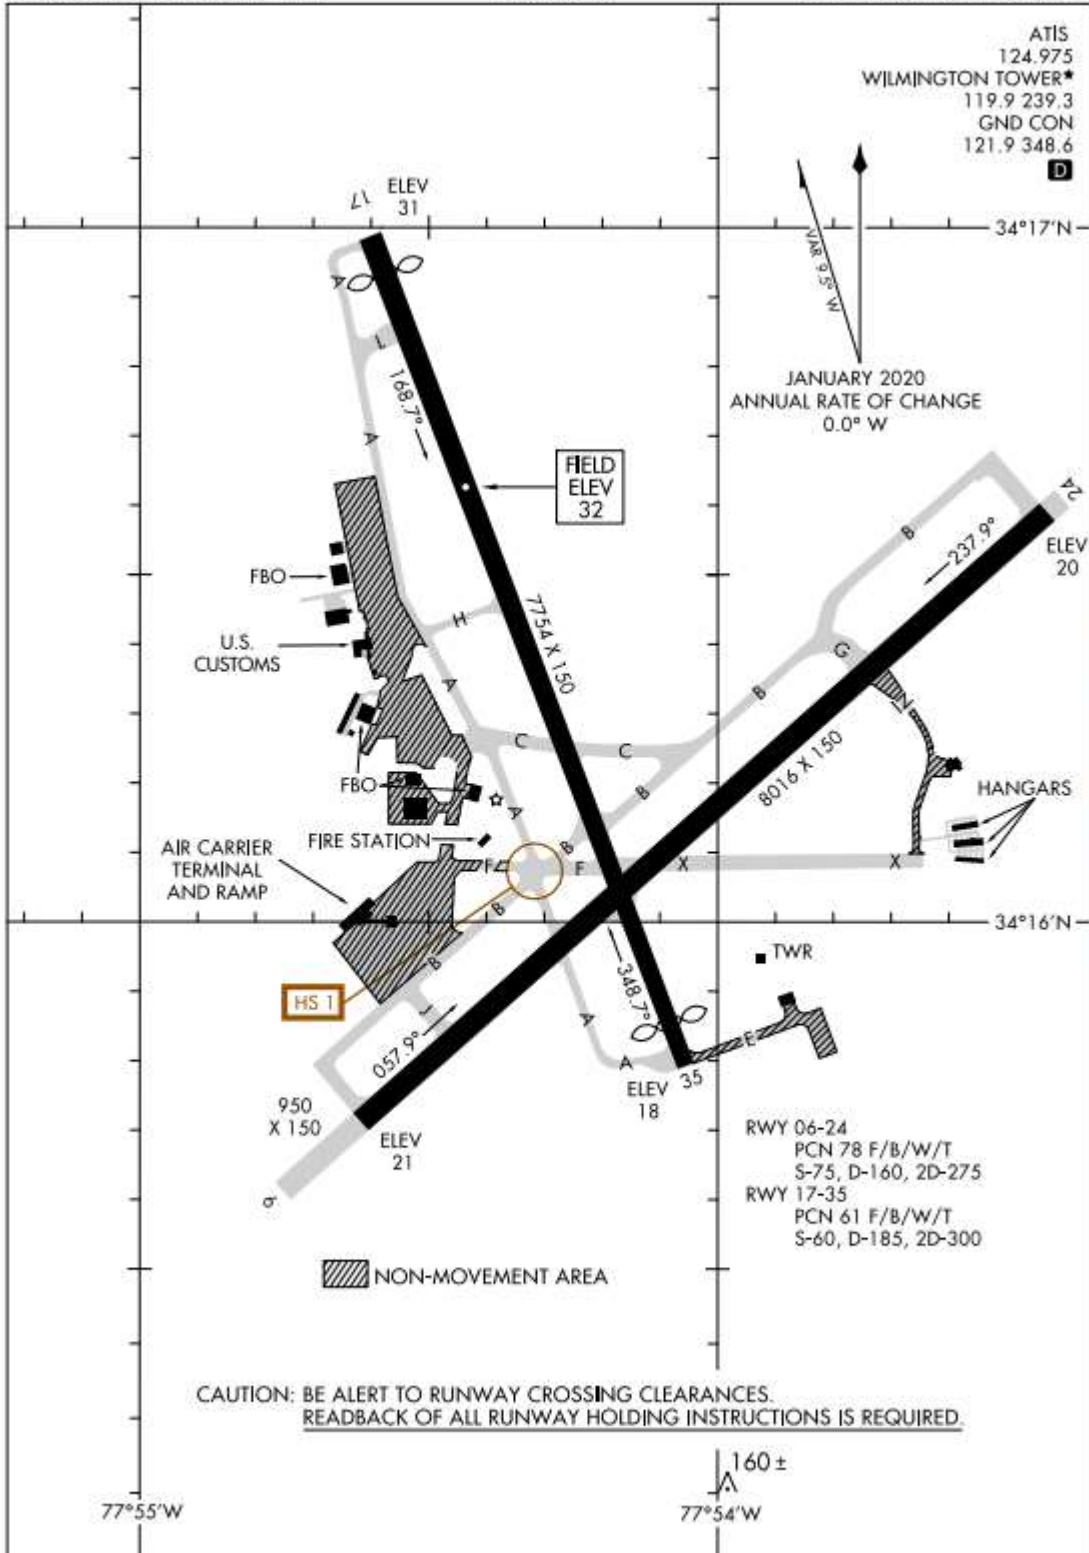 ATIS
124.975
WILMINGTON TOWER★
119.9 239.3
GND CON
121.9 348.6
D
17
ELEV
31
34°17'N
A
VAR 9.5° W
J
168.7°
JANUARY 2020
ANNUAL RATE OF CHANGE
0.0° W
A
FIELD
ELEV
32
24
B
237.9°
ELEV
20
FBO
7754 X 150
H
U.S.
CUSTOMS
G
A
B
N
C
C
8016 X 150
FBO
B
HANGARS
A
FIRE STATION
AIR CARRIER
TERMINAL
AND RAMP
B
F
F
X
X
B
34°16'N
TWR
B
HS 1
348.7°
J
A
057.9°
E
A
35
950
X 150
ELEV
18
ELEV
21
RWY 06-24
PCN 78 F/B/W/T
S-75, D-160, 2D-275
RWY 17-35
PCN 61 F/B/W/T
S-60, D-185, 2D-300
6
NON-MOVEMENT AREA
CAUTION: BE ALERT TO RUNWAY CROSSING CLEARANCES.
READBACK OF ALL RUNWAY HOLDING INSTRUCTIONS IS REQUIRED.
160 ±
77°55'W
77°54'W